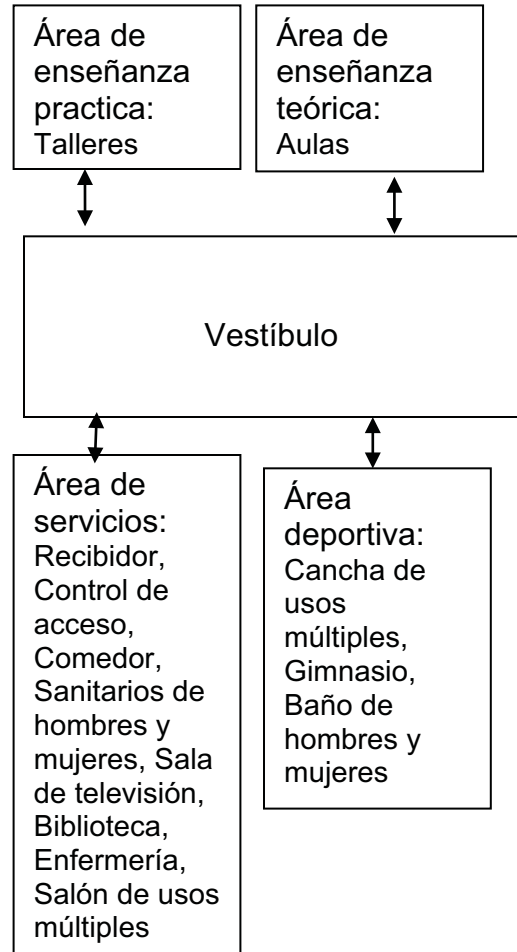 Área de
enseñanza
practica:
Talleres
Área de
enseñanza
teórica:
Aulas
Vestíbulo
Área de
servicios:
Recibidor,
Control de
acceso,
Comedor,
Sanitarios de
hombres y
mujeres, Sala
de televisión,
Biblioteca,
Enfermería,
Salón de usos
múltiples
Área
deportiva:
Cancha de
usos
múltiples,
Gimnasio,
Baño de
hombres y
mujeres